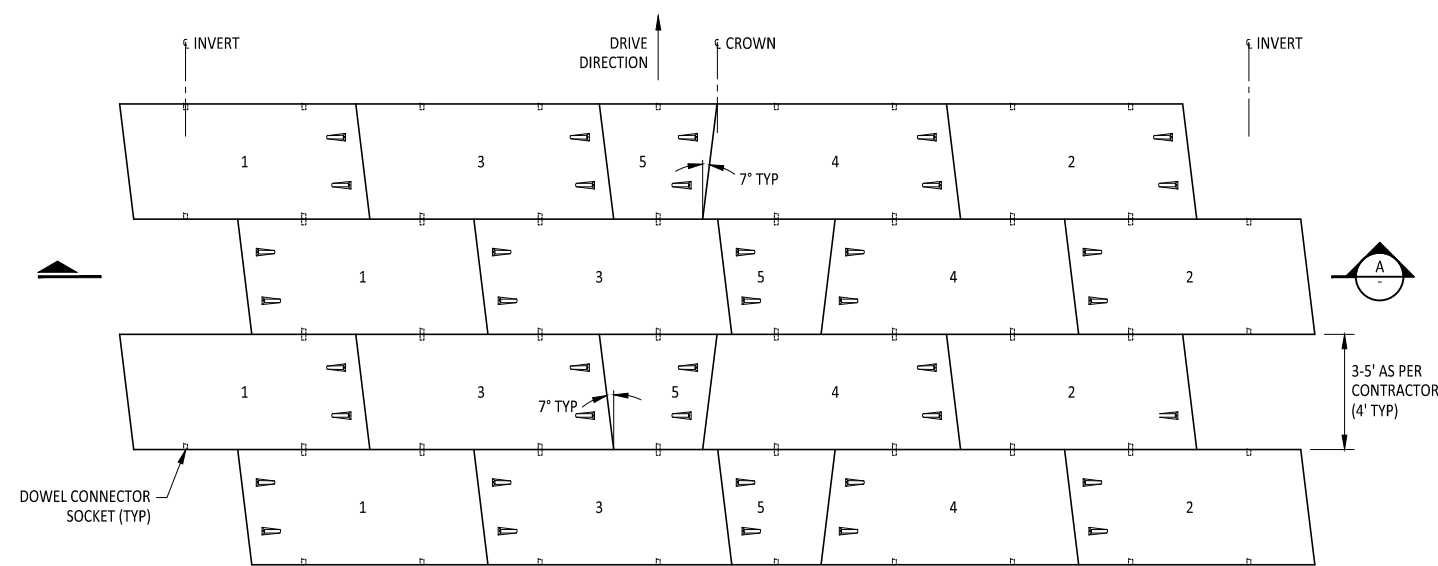 ℄ INVERT
DRIVE
DIRECTION
℄ CROWN
℄ INVERT
1
3
5
4
2
7° TYP
1
3
5
4
2
A
-
1
3
5
4
2
7° TYP
3-5' AS PER
CONTRACTOR
(4' TYP)
DOWEL CONNECTOR
SOCKET (TYP)
1
3
5
4
2